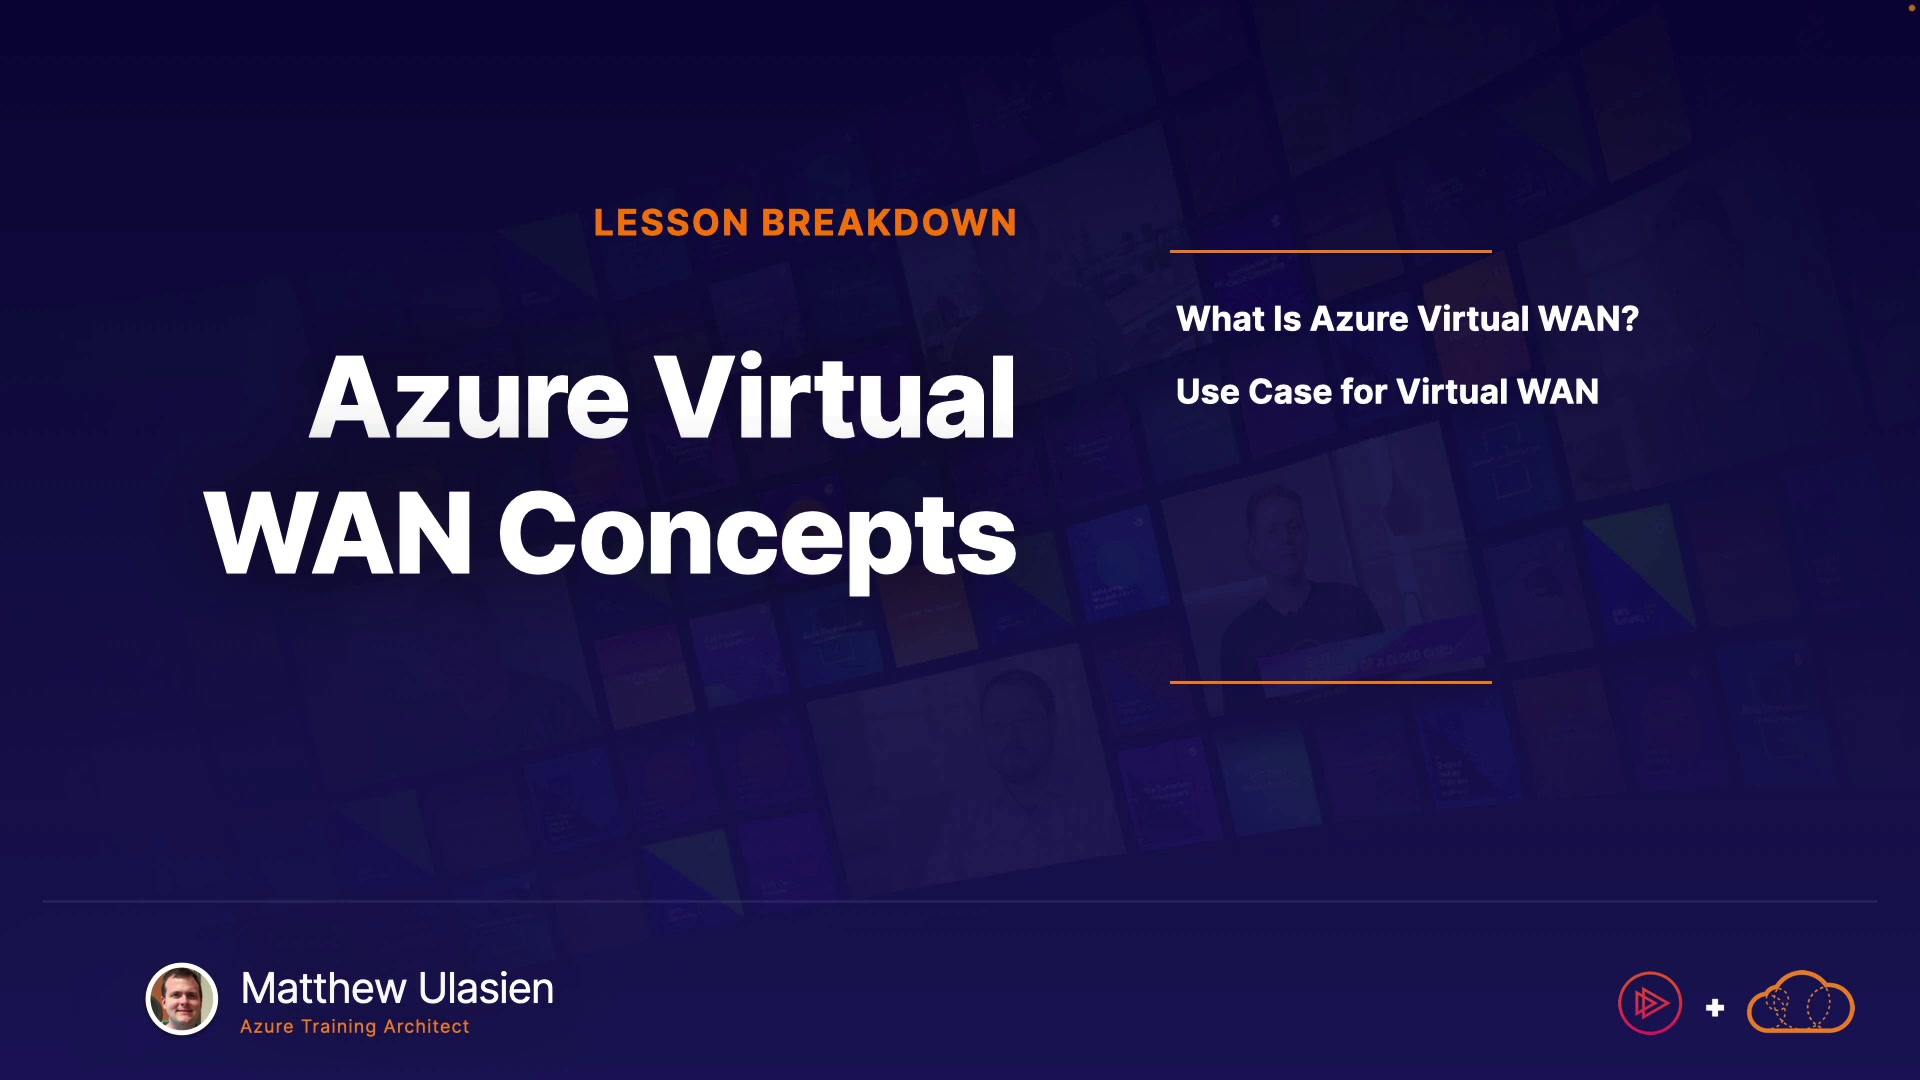 LESSON BREAKDOWN
Azure Virtual
WAN Concepts
What Is Azure Virtual WAN?
Use Case for Virtual WAN
Matthew Ulasien
Azure Training Architect